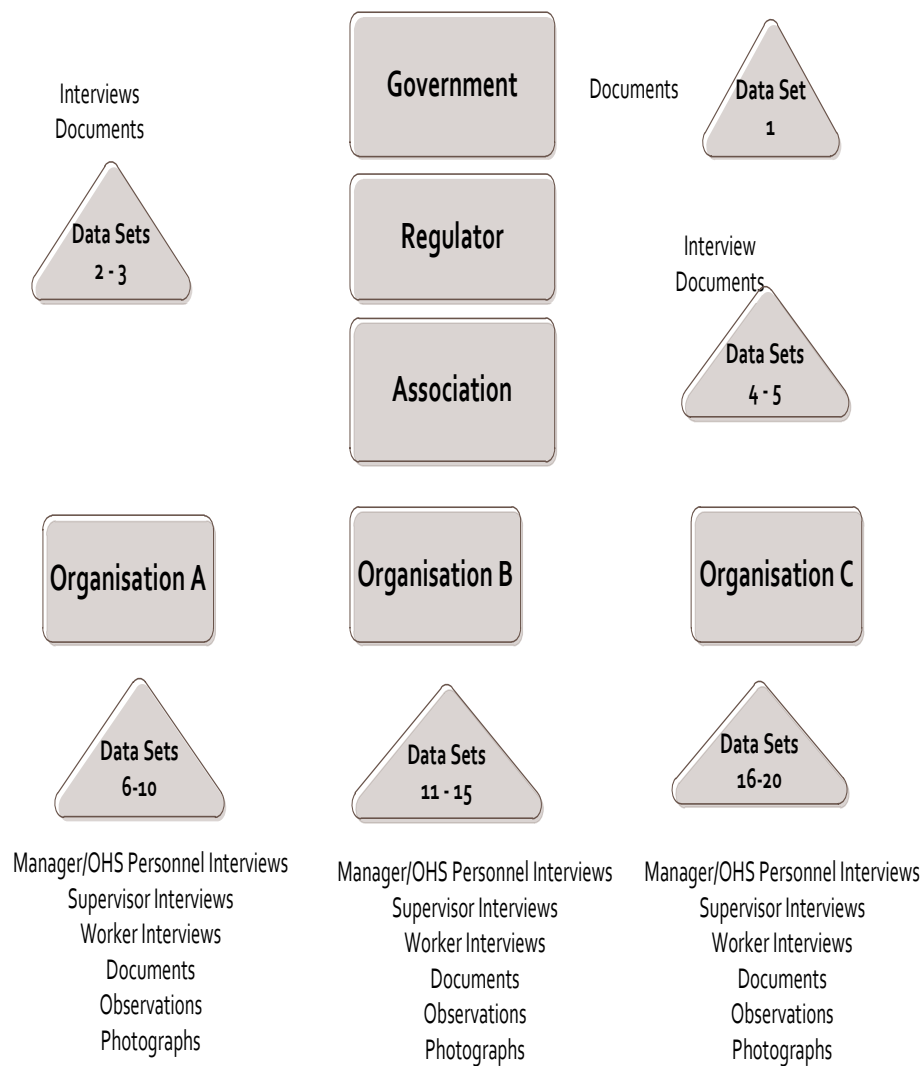 Government
Documents
Data Set
1
Interviews
Documents
Data Sets
2 - 3
Regulator
Interview
Documents
Data Sets
4 - 5
Association
Organisation A
Organisation B
Organisation C
Data Sets
6-10
Data Sets
11 - 15
Data Sets
16-20
Manager/OHS Personnel Interviews
Supervisor Interviews
Worker Interviews
Documents
Observations
Photographs
Manager/OHS Personnel Interviews
Supervisor Interviews
Worker Interviews
Documents
Observations
Photographs
Manager/OHS Personnel Interviews
Supervisor Interviews
Worker Interviews
Documents
Observations
Photographs